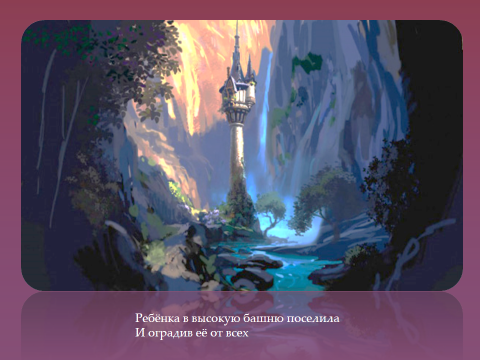 Ребёнка в высокую башню поселила
И оградив её от всех